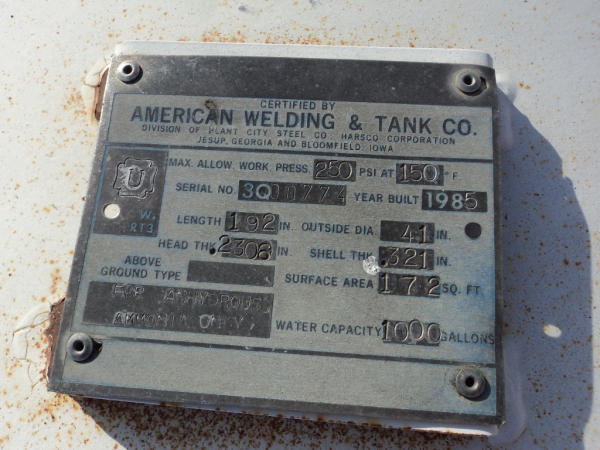 CERTIFIED BY
AMERICAN WELDING & TANK CO.
DIVISION OF PLANT CITY STEEL CO., HARSCO CORPORATION
JESUP, GEORGIA AND BLOOMFIELD, IOWA
U
W.
RT3
MAX. ALLOW. WORK. PRESS. 250 PSI AT 150 °F
SERIAL NO. 3Q00774 YEAR BUILT 1985
LENGTH 192 IN. OUTSIDE DIA. 41 IN.
HEAD THK. .2308 IN. SHELL THK. .321 IN.
ABOVE
GROUND TYPE SURFACE AREA 172 SQ. FT
FOR ANHYDROUS
AMMONIA ONLY, WATER CAPACITY 1000 GALLONS